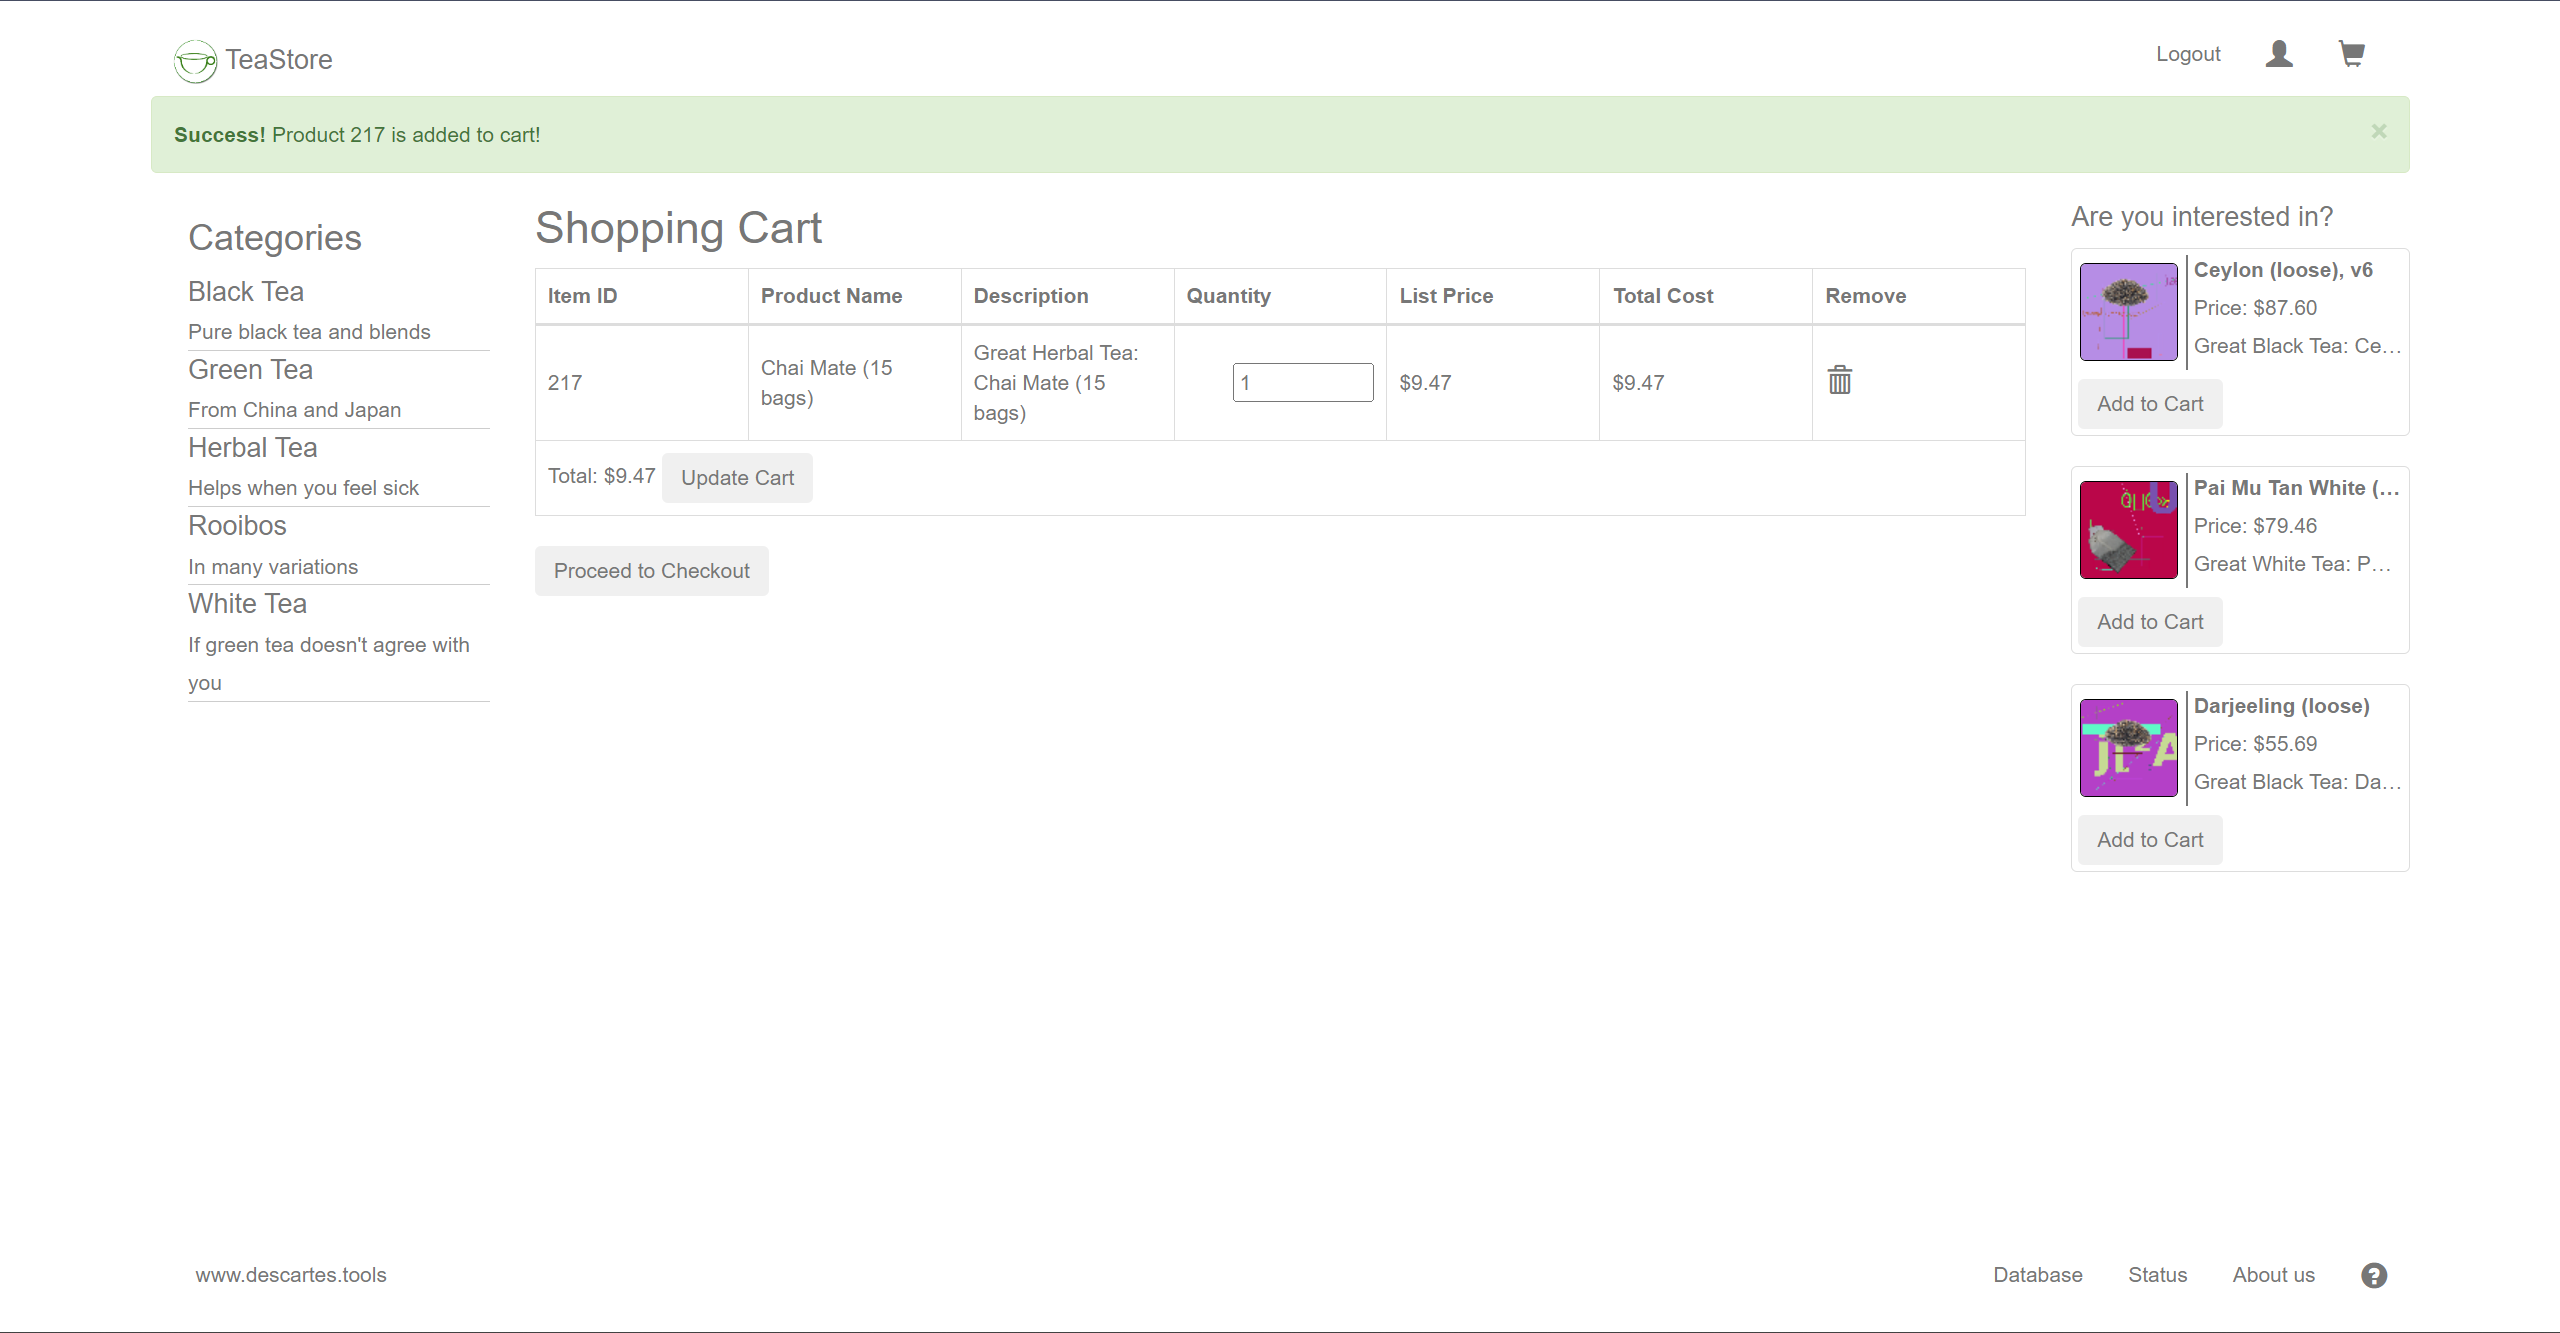 TeaStore
Logout
Success! Product 217 is added to cart!
×
Categories
Black Tea
Pure black tea and blends
Green Tea
From China and Japan
Herbal Tea
Helps when you feel sick
Rooibos
In many variations
White Tea
If green tea doesn't agree with
you
Shopping Cart
Item ID Product Name Description Quantity List Price Total Cost Remove
217 Chai Mate (15 bags) Great Herbal Tea: Chai Mate (15 bags) 1 $9.47 $9.47
Total: $9.47 Update Cart
Proceed to Checkout
Are you interested in?
Ceylon (loose), v6
Price: $87.60
Great Black Tea: Ce…
Add to Cart
Pai Mu Tan White (…
Price: $79.46
Great White Tea: P…
Add to Cart
Darjeeling (loose)
Price: $55.69
Great Black Tea: Da…
Add to Cart
www.descartes.tools
Database Status About us ?